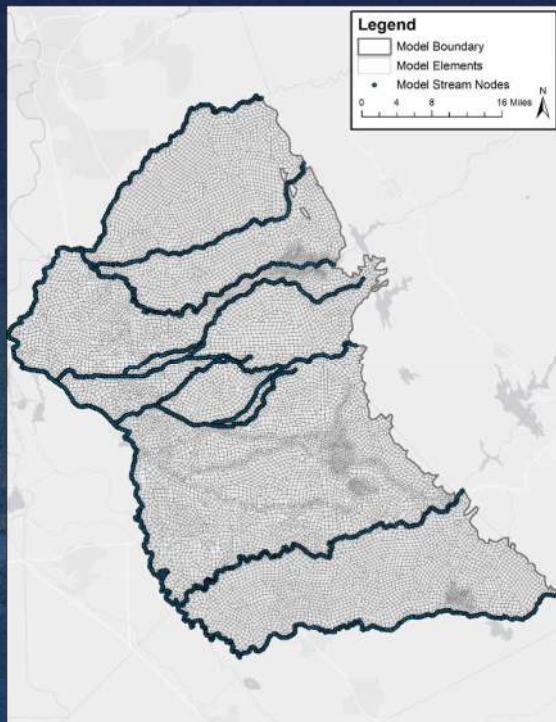 Legend
Model Boundary
Model Elements
Model Stream Nodes
N
0 4 8 16 Miles